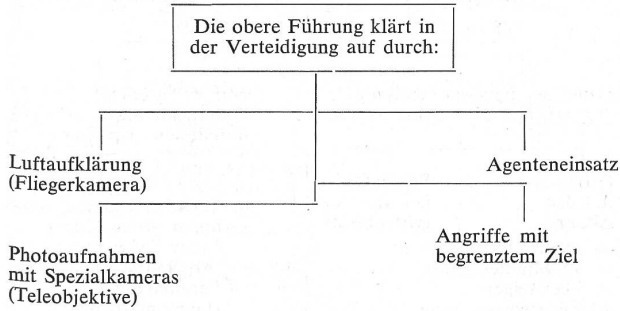 Die obere Führung klärt in
der Verteidigung auf durch:
Luftaufklärung
(Fliegerkamera)
Agenteneinsatz
Photoaufnahmen
mit Spezialkameras
(Teleobjektive)
Angriffe mit
begrenztem Ziel